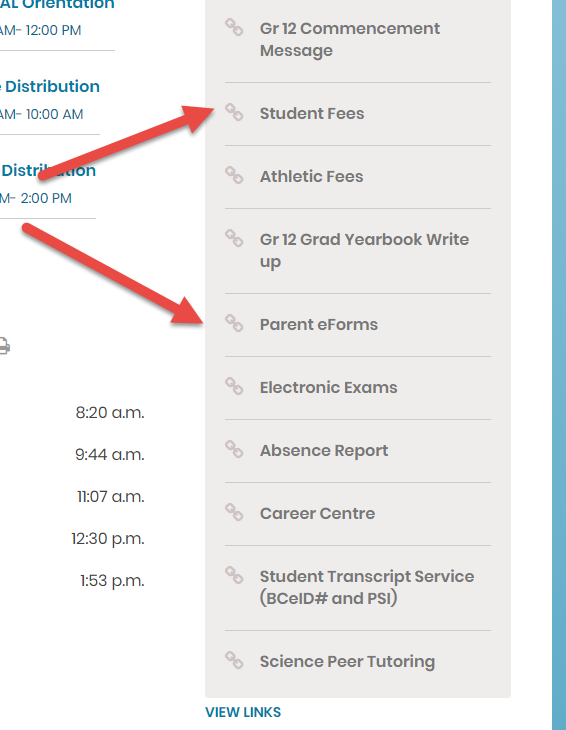 AL Orientation
AM- 12:00 PM
e Distribution
AM- 10:00 AM
Distribution
M- 2:00 PM
8:20 a.m.
9:44 a.m.
11:07 a.m.
12:30 p.m.
1:53 p.m.
Gr 12 Commencement
Message
Student Fees
Athletic Fees
Gr 12 Grad Yearbook Write
up
Parent eForms
Electronic Exams
Absence Report
Career Centre
Student Transcript Service
(BCeID# and PSI)
Science Peer Tutoring
VIEW LINKS